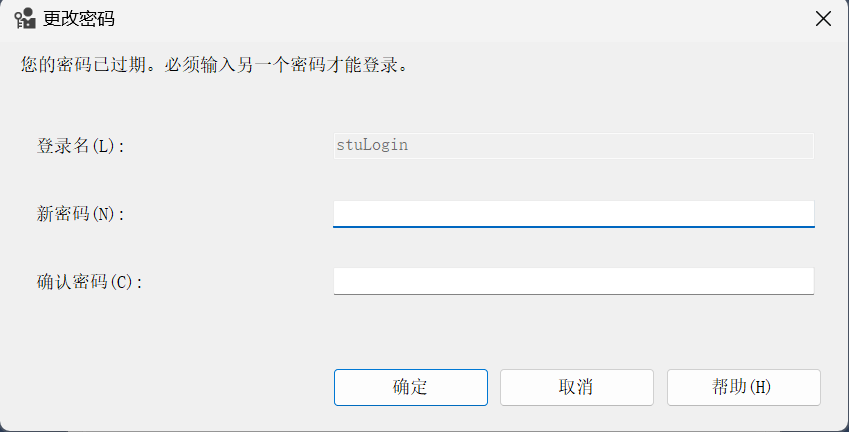 更改密码
您的密码已过期。必须输入另一个密码才能登录。
登录名(L):
stuLogin
新密码(N):
确认密码(C):
确定
取消
帮助(H)